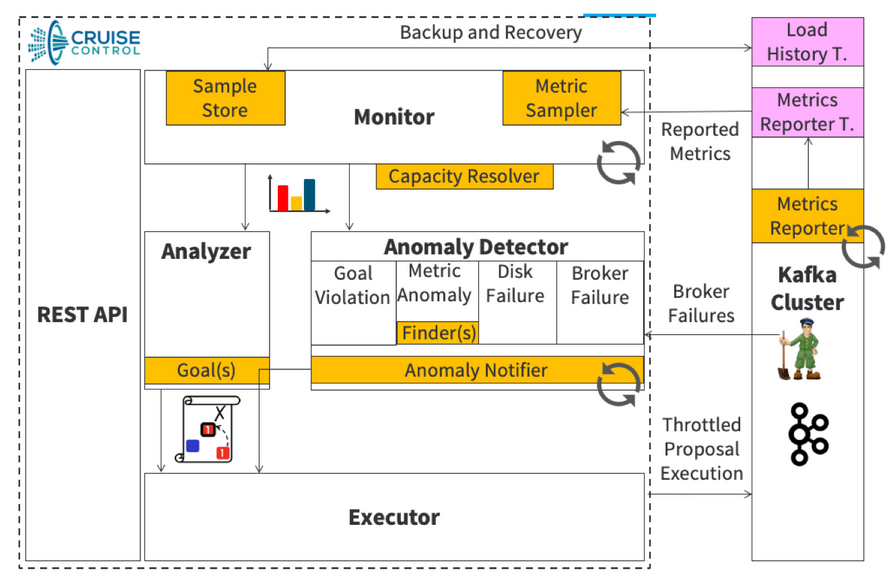 CRUISE
CONTROL
Backup and Recovery
Load
History T.
Sample
Store
Monitor
Metric
Sampler
Metrics
Reporter T.
Reported
Metrics
Capacity Resolver
Metrics
Reporter
Analyzer
Anomaly Detector
Goal
Violation
Metric
Anomaly
Disk
Failure
Broker
Failure
Finder(s)
Broker
Failures
Kafka
Cluster
REST API
Goal(s)
Anomaly Notifier
X
1
1
Throttled
Proposal
Execution
Executor